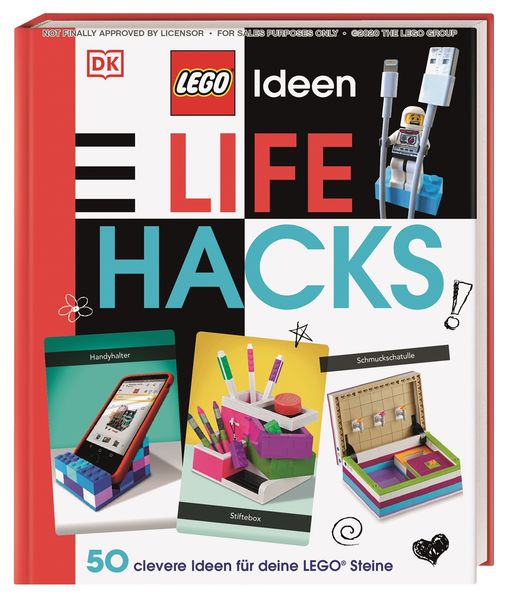 NOT FINALLY APPROVED BY LICENSOR • FOR SALES PURPOSES ONLY • ©2020 THE LEGO GROUP
DK
LEGO Ideen
LIFE
HACKS
Handyhalter
Schmuckschatulle
Stiftebox
50 clevere Ideen für deine LEGO® Steine